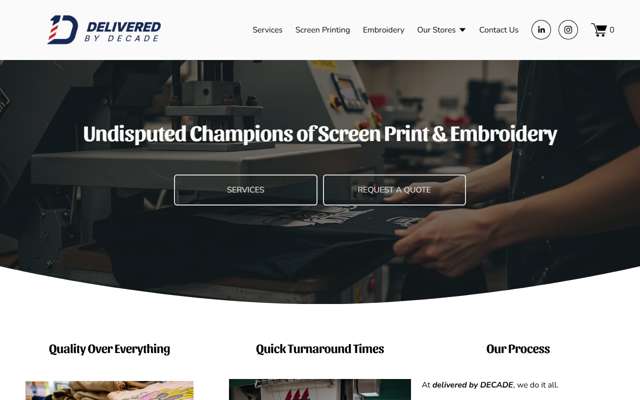 DELIVERED
BY DECADE
Services
Screen Printing
Embroidery
Our Stores
Contact Us
in
0
Undisputed Champions of Screen Print & Embroidery
SERVICES
REQUEST A QUOTE
Quality Over Everything
Quick Turnaround Times
Our Process
At delivered by DECADE, we do it all.